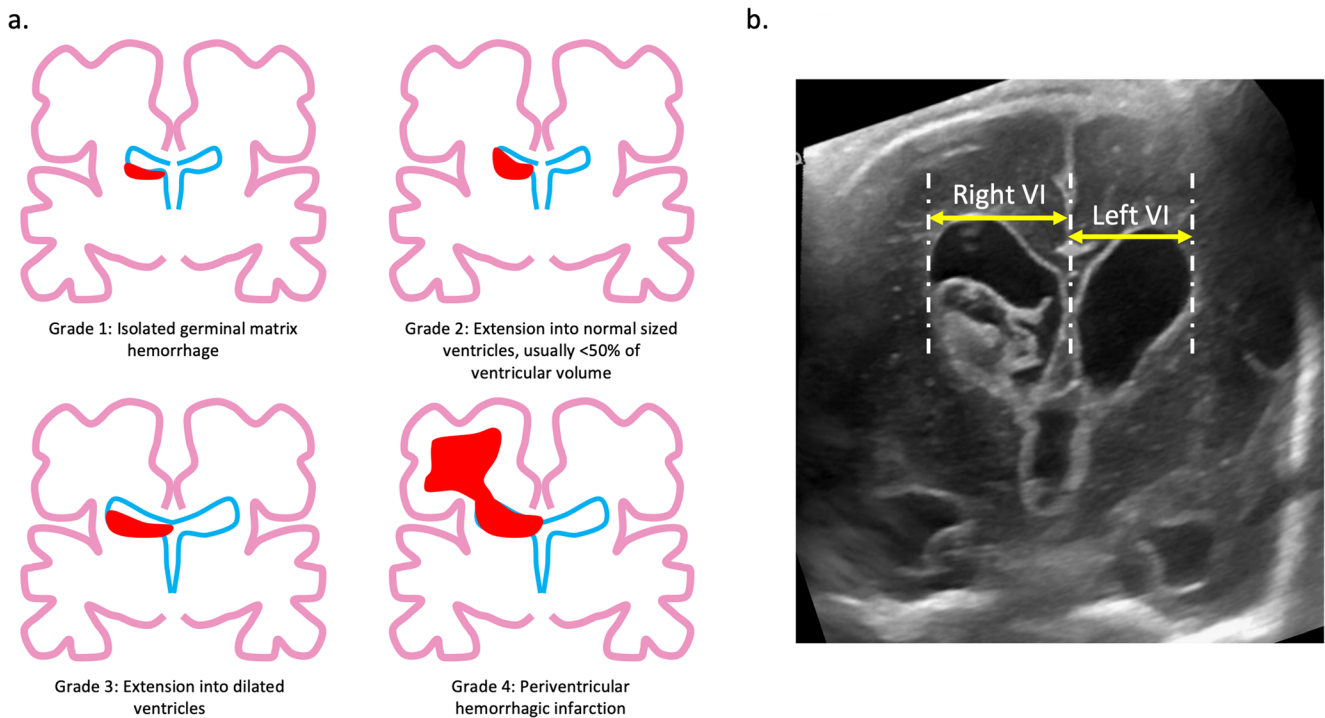 a.
Grade 1: Isolated germinal matrix
hemorrhage
Grade 2: Extension into normal sized
ventricles, usually <50% of
ventricular volume
Grade 3: Extension into dilated
ventricles
Grade 4: Periventricular
hemorrhagic infarction
b.
Right VI
Left VI